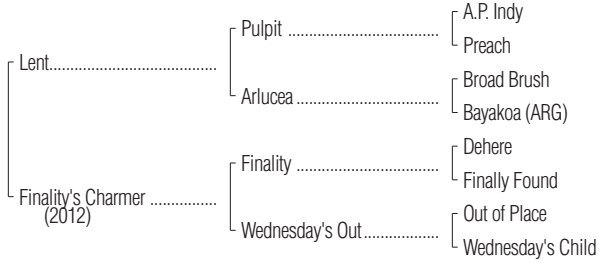 A.P. Indy
Pulpit
Preach
Lent
Broad Brush
Arlucea
Bayakoa (ARG)
Dehere
Finality
Finally Found
Finality's Charmer
(2012)
Out of Place
Wednesday's Out
Wednesday's Child